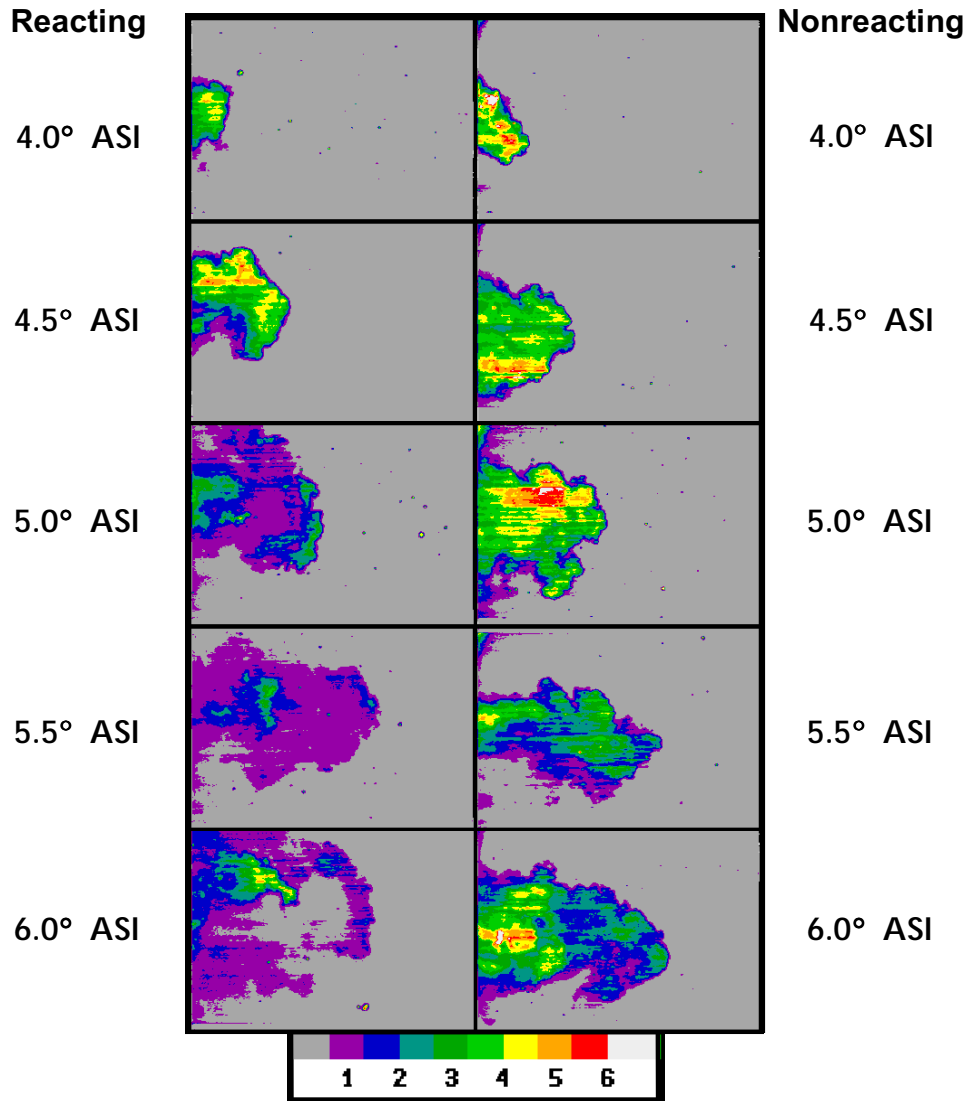 Reacting Nonreacting
4.0° ASI 4.0° ASI
4.5° ASI 4.5° ASI
5.0° ASI 5.0° ASI
5.5° ASI 5.5° ASI
6.0° ASI 6.0° ASI
1 2 3 4 5 6